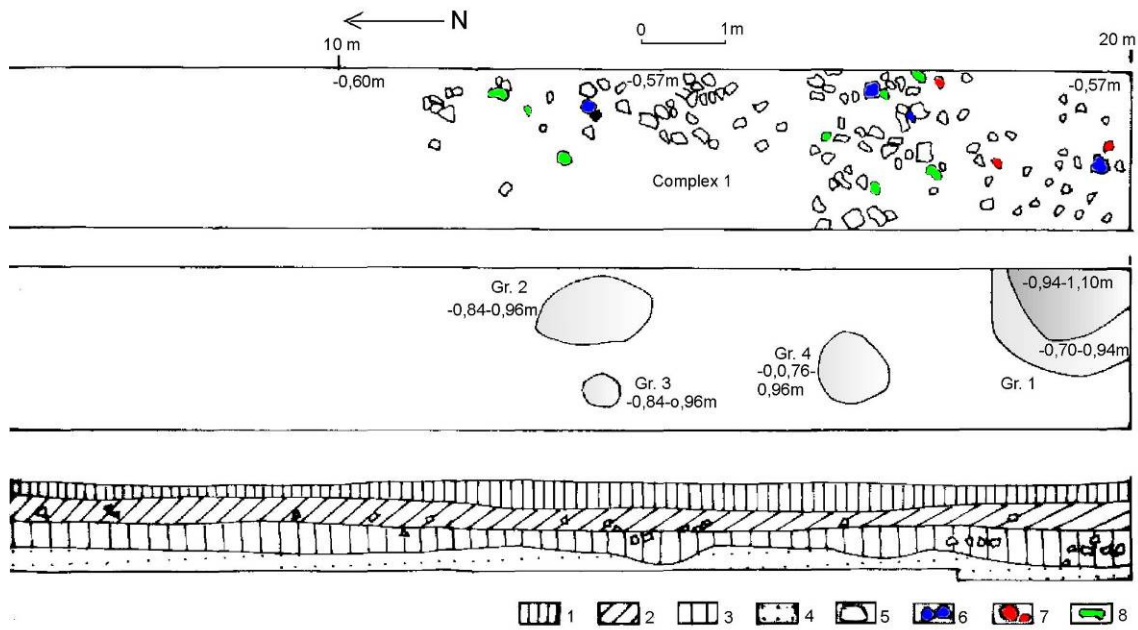 N
0 1m
10 m 20 m
-0,60m -0,57m -0,57m
Complex 1
Gr. 2
-0,84-0,96m
-0,94-1,10m
Gr. 4
-0,0,76-
0,96m
-0,70-0,94m
Gr. 3
-0,84-o,96m
Gr. 1
1 2 3 4 5 6 7 8